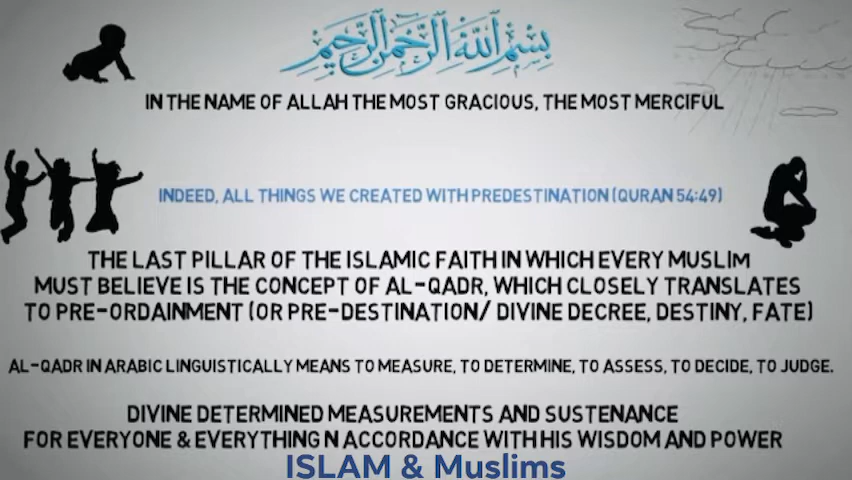 بِسْمِ اللَّهِ الرَّحْمَنِ الرَّحِيمِ
IN THE NAME OF ALLAH THE MOST GRACIOUS, THE MOST MERCIFUL
INDEED, ALL THINGS WE CREATED WITH PREDESTINATION (QURAN 54:49)
THE LAST PILLAR OF THE ISLAMIC FAITH IN WHICH EVERY MUSLIM
MUST BELIEVE IS THE CONCEPT OF AL-QADR, WHICH CLOSELY TRANSLATES
TO PRE-ORDAINMENT (OR PRE-DESTINATION/ DIVINE DECREE, DESTINY, FATE)
AL-QADR IN ARABIC LINGUISTICALLY MEANS TO MEASURE, TO DETERMINE, TO ASSESS, TO DECIDE, TO JUDGE.
DIVINE DETERMINED MEASUREMENTS AND SUSTENANCE
FOR EVERYONE & EVERYTHING N ACCORDANCE WITH HIS WISDOM AND POWER
ISLAM & Muslims